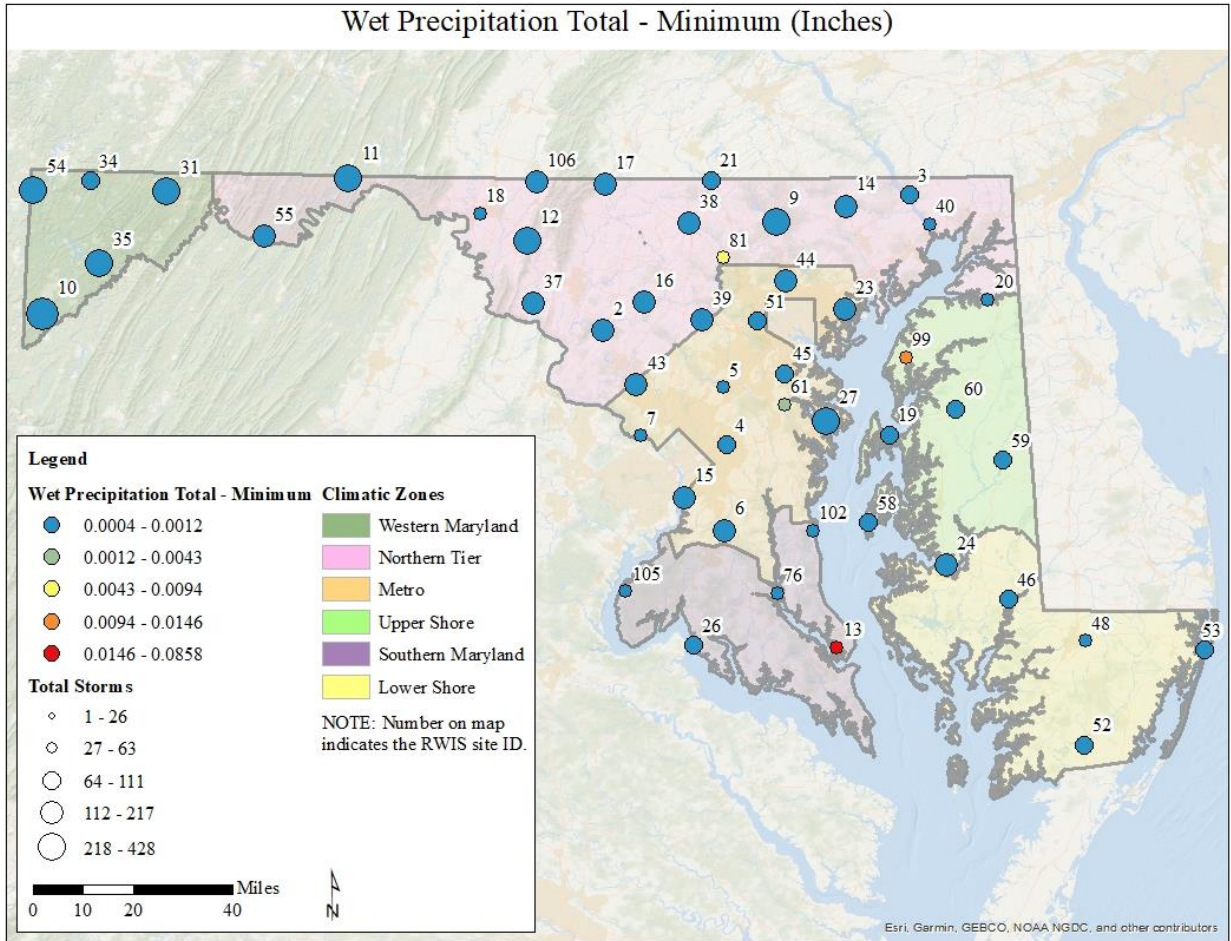 Wet Precipitation Total - Minimum (Inches)
54
34
31
11
106
17
21
3
18
55
12
38
9
14
40
35
81
44
20
10
37
16
39
51
23
2
99
43
5
45
61
27
60
7
4
19
59
15
6
102
58
24
105
76
46
26
13
48
53
52
Legend
Wet Precipitation Total - Minimum
0.0004 - 0.0012
0.0012 - 0.0043
0.0043 - 0.0094
0.0094 - 0.0146
0.0146 - 0.0858
Total Storms
1 - 26
27 - 63
64 - 111
112 - 217
218 - 428
Climatic Zones
Western Maryland
Northern Tier
Metro
Upper Shore
Southern Maryland
Lower Shore
NOTE: Number on map
indicates the RWIS site ID.
Miles
0 10 20 40
N
Esri, Garmin, GEBCO, NOAA NGDC, and other contributors